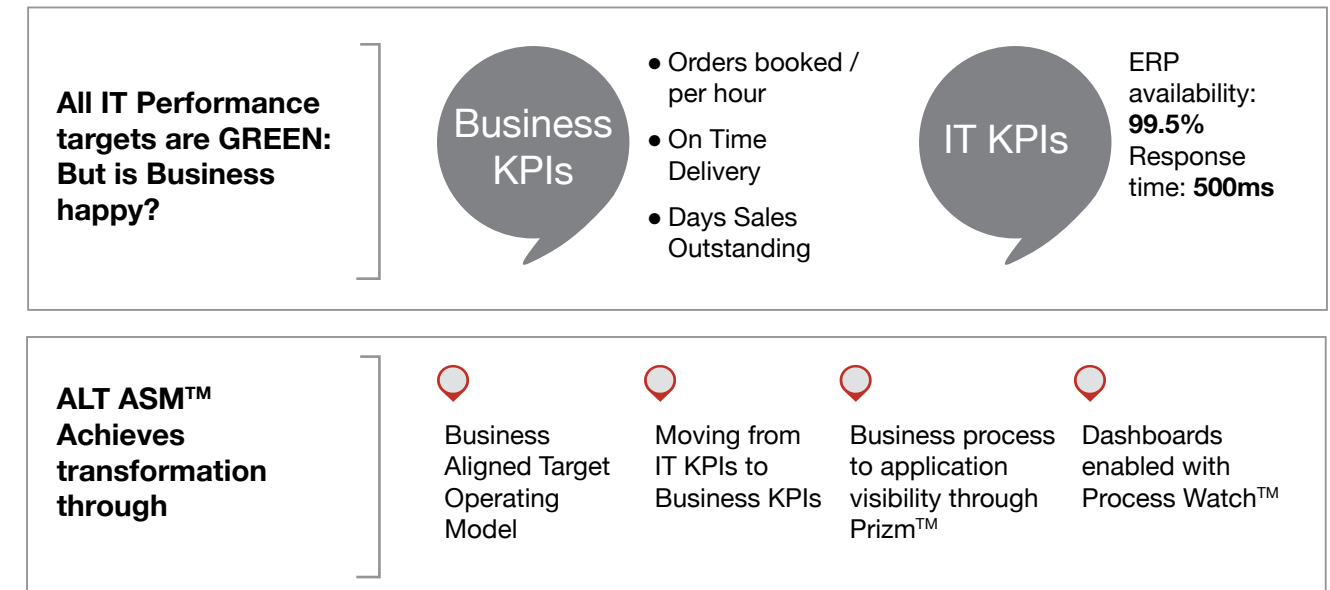 All IT Performance
targets are GREEN:
But is Business
happy?
Business
KPIs
● Orders booked /
per hour
● On Time
Delivery
● Days Sales
Outstanding
IT KPIs
ERP
availability:
99.5%
Response
time: 500ms
ALT ASM™
Achieves
transformation
through
Business
Aligned Target
Operating
Model
Moving from
IT KPIs to
Business KPIs
Business process
to application
visibility through
Prizm™
Dashboards
enabled with
Process Watch™